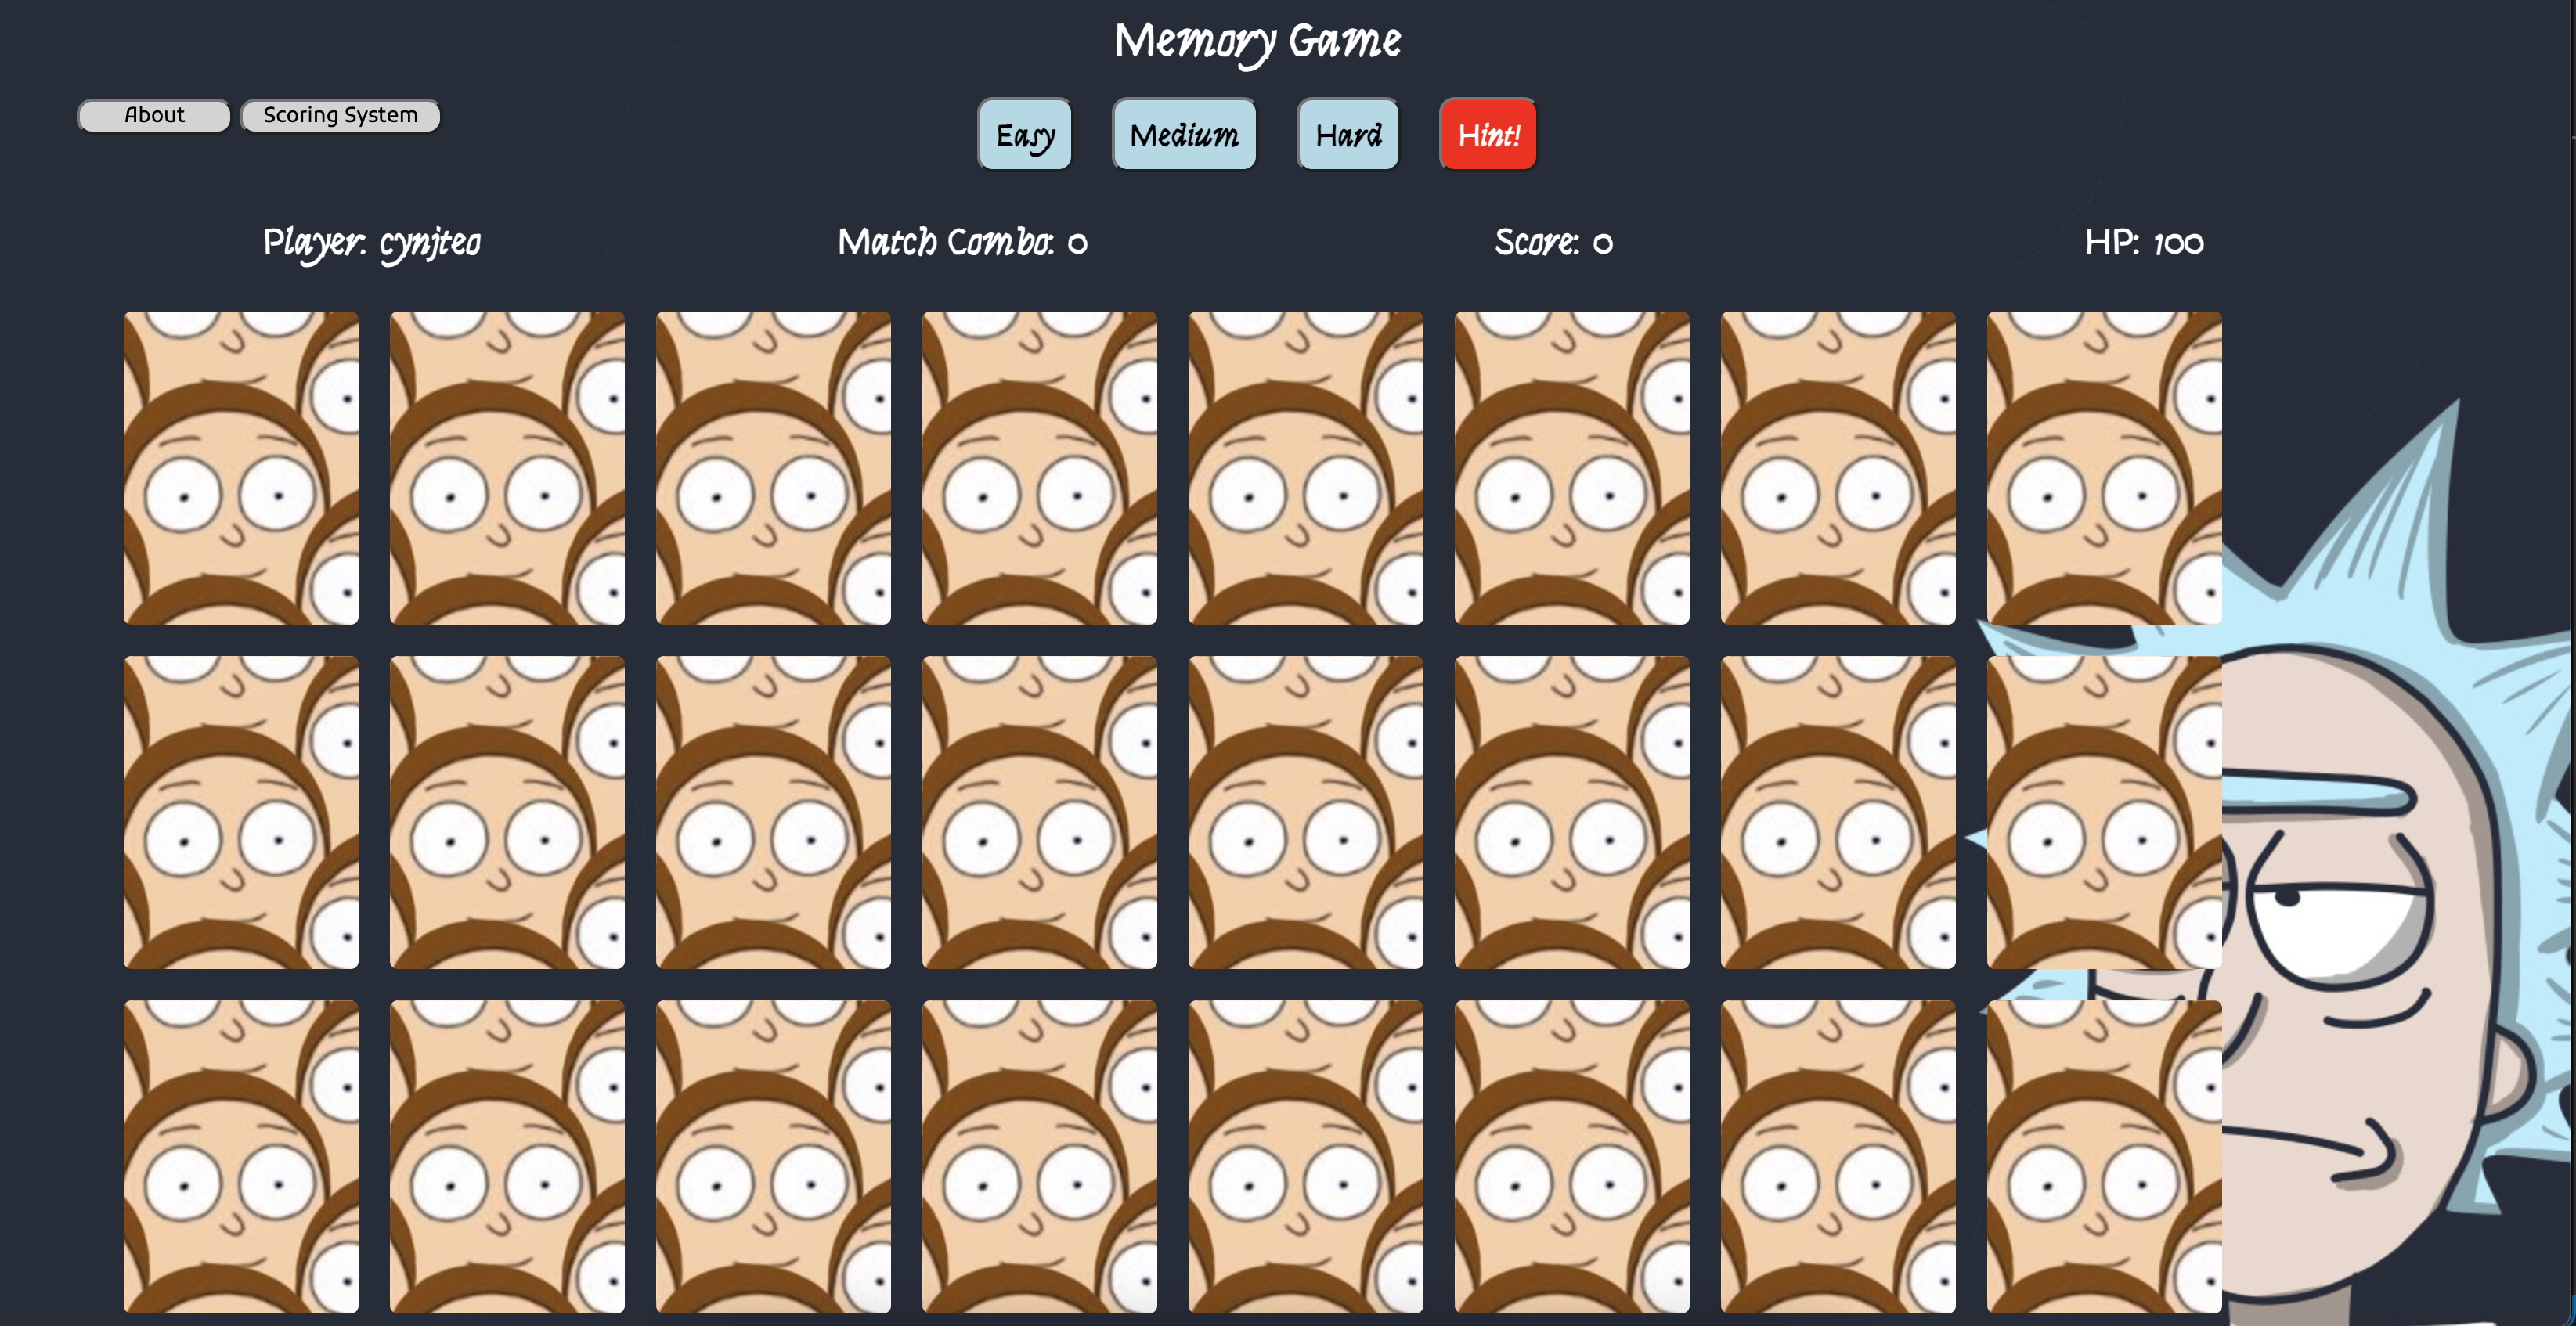 Memory Game
About
Scoring System
Easy
Medium
Hard
Hint!
Player: cynjteo
Match Combo: 0
Score: 0
HP: 100